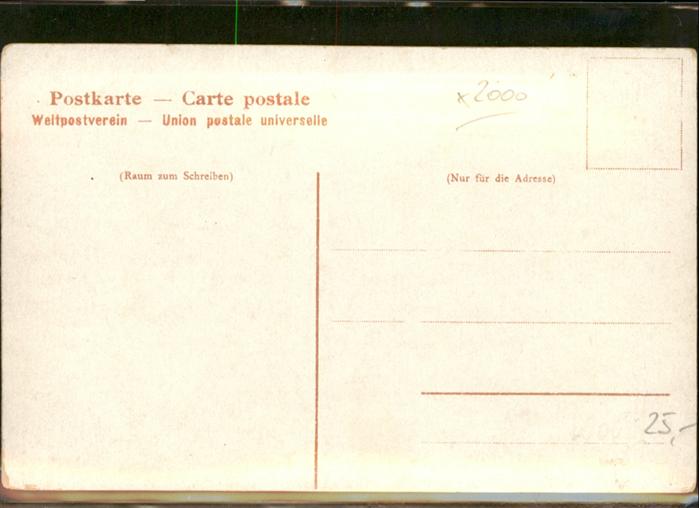 Postkarte — Carte postale
Weltpostverein — Union postale universelle
x2000
(Raum zum Schreiben)
(Nur für die Adresse)
25,-